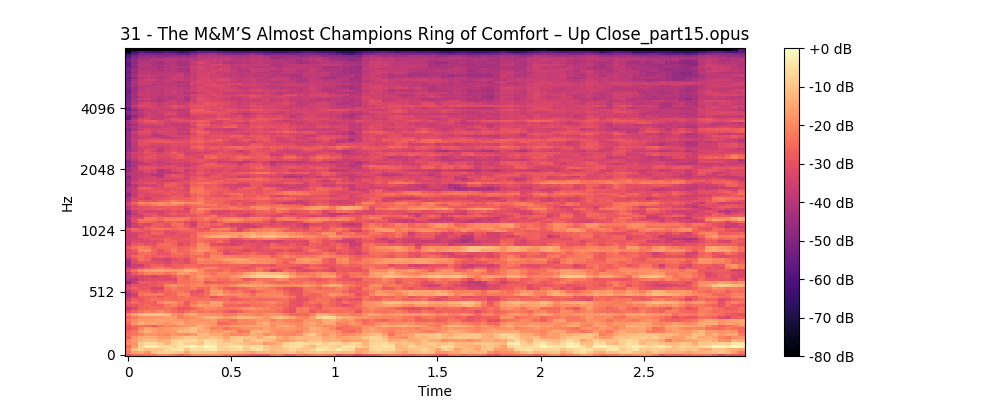 31 - The M&M’S Almost Champions Ring of Comfort – Up Close_part15.opus
+0 dB
-10 dB
-20 dB
-30 dB
-40 dB
-50 dB
-60 dB
-70 dB
-80 dB
4096
2048
1024
512
0
Hz
0 0.5 1 1.5 2 2.5
Time